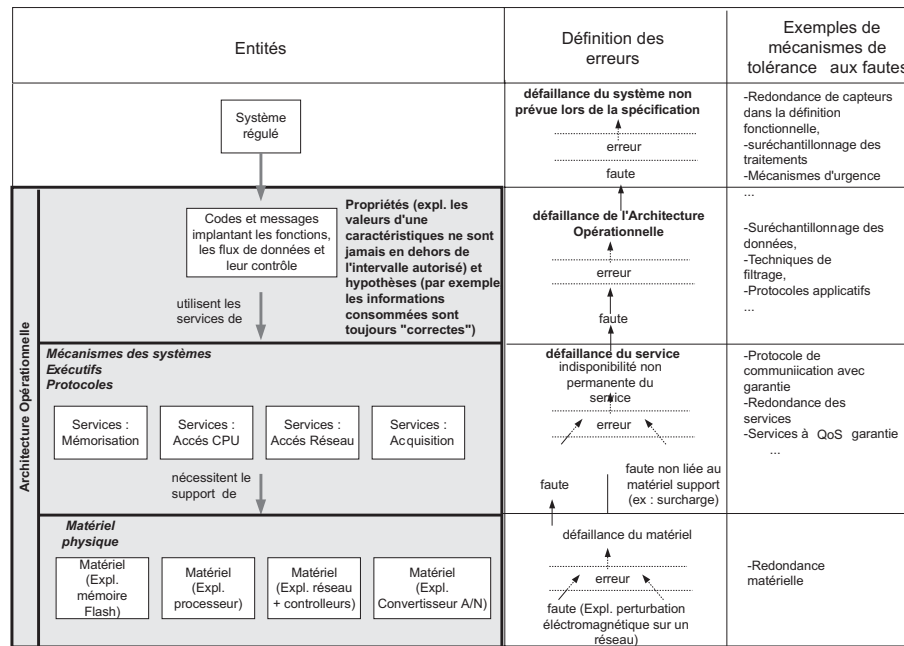 Entités
Définition des
erreurs
Exemples de
mécanismes de
tolérance aux fautes
Système
régulé
défaillance du système non
prévue lors de la spécification
erreur
faute
-Redondance de capteurs
dans la définition
fonctionnelle,
-suréchantillonnage des
traitements
-Mécanismes d'urgence
...
Architecture Opérationnelle
Codes et messages
implantant les fonctions,
les flux de données et
leur contrôle
Propriétés (expl. les
valeurs d'une
caractéristiques ne sont
jamais en dehors de
l'intervalle autorisé) et
hypothèses (par exemple
les informations
consommées sont
toujours "correctes")
utilisent les
services de
défaillance de l'Architecture
Opérationnelle
erreur
faute
-Suréchantillonnage des
données,
-Techniques de
filtrage,
-Protocoles applicatifs
...
Mécanismes des systèmes
Exécutifs
Protocoles
Services :
Mémorisation
Services :
Accés CPU
Services :
Accés Réseau
Services :
Acquisition
nécessitent le
support de
défaillance du service
indisponibilité non
permanente du
service
erreur
faute
faute non liée au
matériel support
(ex : surcharge)
-Protocole de
communiication avec
garantie
-Redondance des
services
-Services à QoS garantie
...
Matériel
physique
Matériel
(Expl.
mémoire
Flash)
Matériel
(Expl.
processeur)
Matériel
(Expl. réseau
+ controlleurs)
Matériel
(Expl.
Convertisseur A/N)
défaillance du matériel
erreur
faute (Expl. perturbation
éléctromagnétique sur un
réseau)
-Redondance
matérielle